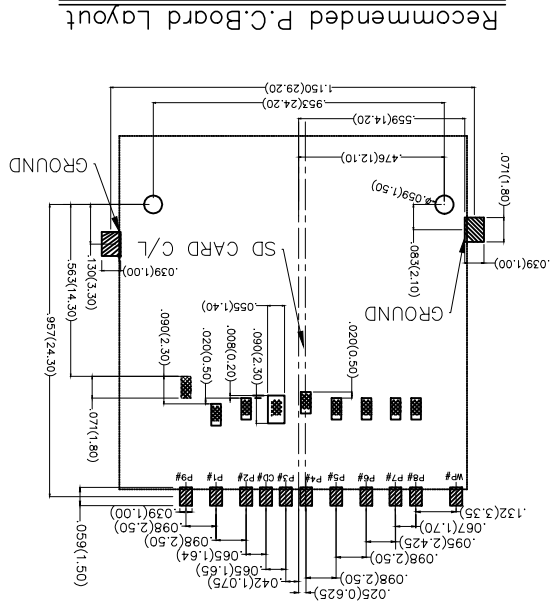 Recommended P.C.Board Layout
.132(3.35)
.039(1.00)
.067(1.70)
.098(2.50)
.095(2.425)
.098(2.50)
.098(2.50)
.065(1.64)
.065(1.65)
.098(2.50)
.042(1.075)
.025(0.625)
.059(1.50)
WP#
P8#
P7#
P6#
P5#
P4#
P3#
CD#
P2#
P1#
P9#
.071(1.80)
.957(24.30)
.563(14.30)
.130(3.30)
.090(2.30)
.020(0.50)
.008(0.20)
.090(2.30)
.020(0.50)
.055(1.40)
GROUND
SD CARD C/L
GROUND
.039(1.00)
.039(1.00)
.083(2.10)
.071(1.80)
ø.059(1.50)
.476(12.10)
.559(14.20)
.953(24.20)
1.150(29.20)